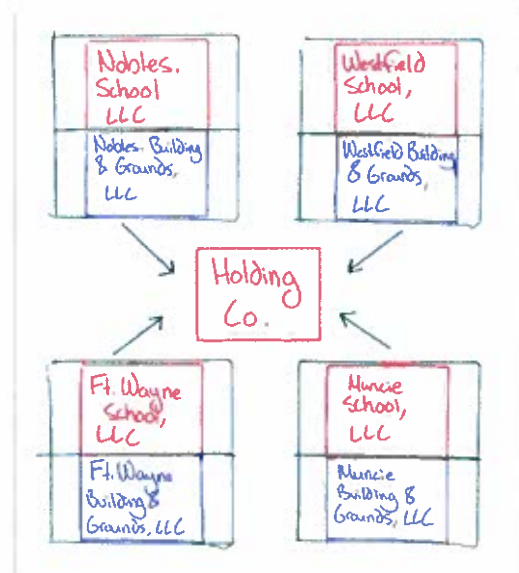 Nobles.
School
LLC
Nobles Building
& Grounds,
LLC
Westfield
School,
LLC
Westfield Building
& Grounds,
LLC
Holding
Co.
Ft. Wayne
School,
LLC
Ft. Wayne
Building &
Grounds, LLC
Muncie
School,
LLC
Muncie
Building &
Grounds, LLC